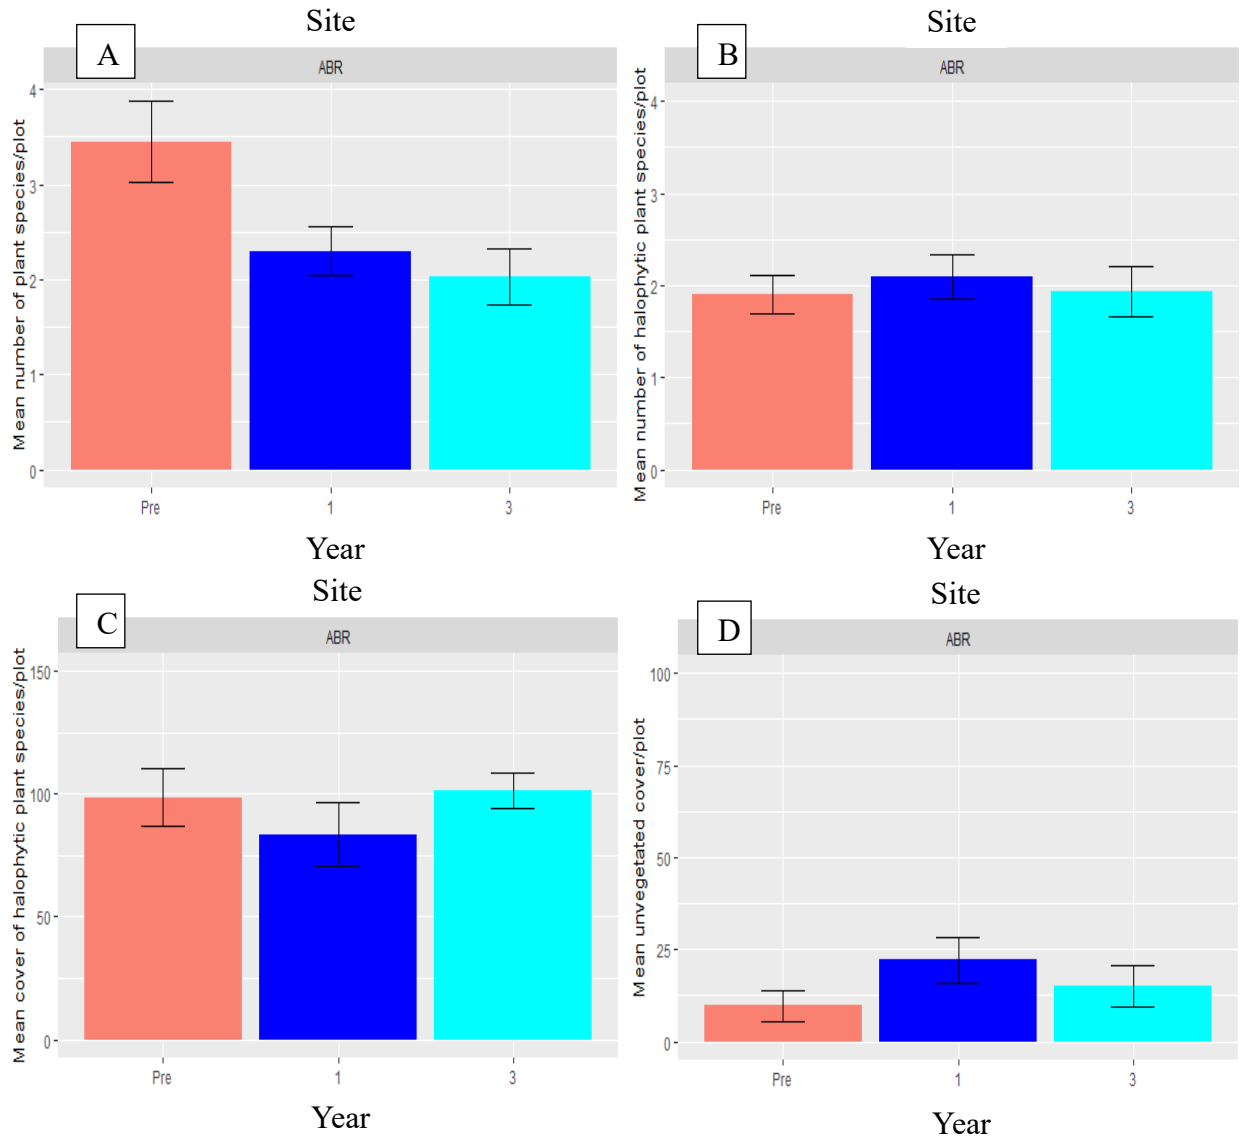 Site
A
ABR
Mean number of plant species/plot
4
3
2
1
0
Pre
1
3
Year
Site
B
ABR
Mean number of halophytic plant species/plot
4
3
2
1
0
Pre
1
3
Year
Site
C
ABR
Mean cover of halophytic plant species/plot
150
100
50
0
Pre
1
3
Year
Site
D
ABR
Mean unvegetated cover/plot
100
75
50
25
0
Pre
1
3
Year